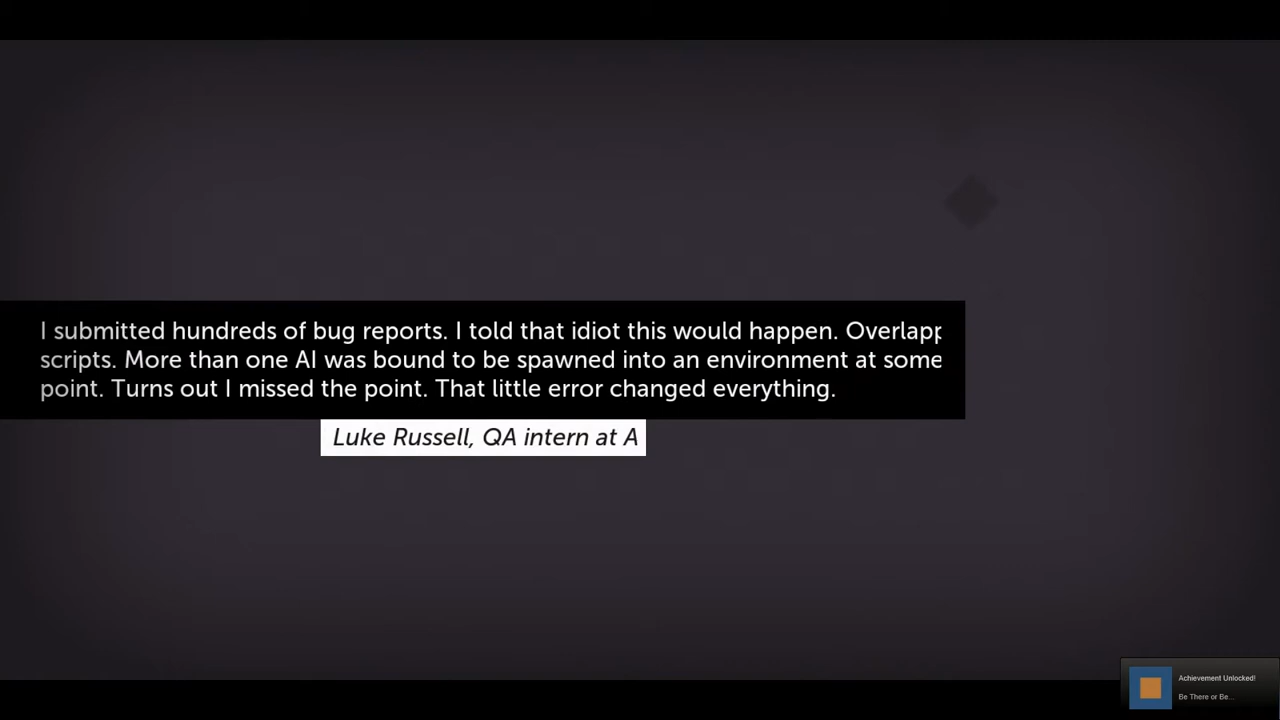 I submitted hundreds of bug reports. I told that idiot this would happen. Overlapp
scripts. More than one AI was bound to be spawned into an environment at some
point. Turns out I missed the point. That little error changed everything.
Luke Russell, QA intern at A
Achievement Unlocked!
Be There or Be...